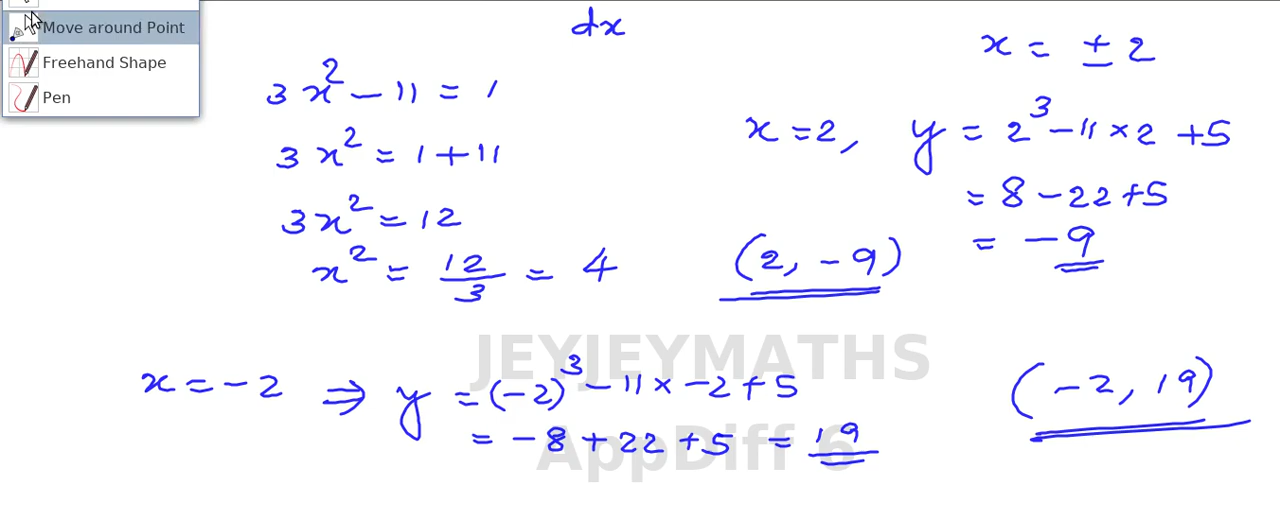 Move around Point
Freehand Shape
Pen
dx
3x² - 11 = 1
3x² = 1 + 11
3x² = 12
x² = 12/3 = 4
x = ± 2
x = 2, y = 2³ - 11 × 2 + 5
= 8 - 22 + 5
= -9
(2, -9)
JEYJEYMATHS
x = -2 ⇒ y = (-2)³ - 11 × -2 + 5
= -8 + 22 + 5 = 19
(-2, 19)
AppDiff 6